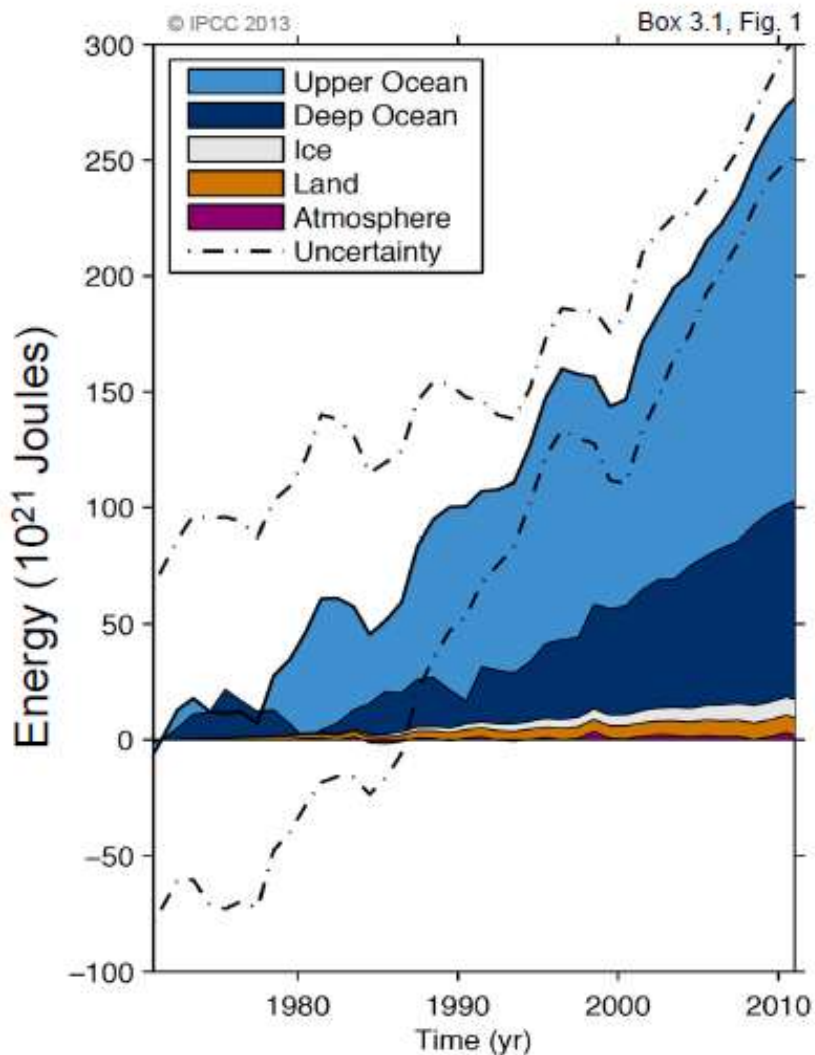 © IPCC 2013 Box 3.1, Fig. 1
300
250
200
150
100
50
0
−50
−100
Energy (10²¹ Joules)
Upper Ocean
Deep Ocean
Ice
Land
Atmosphere
Uncertainty
1980 1990 2000 2010
Time (yr)